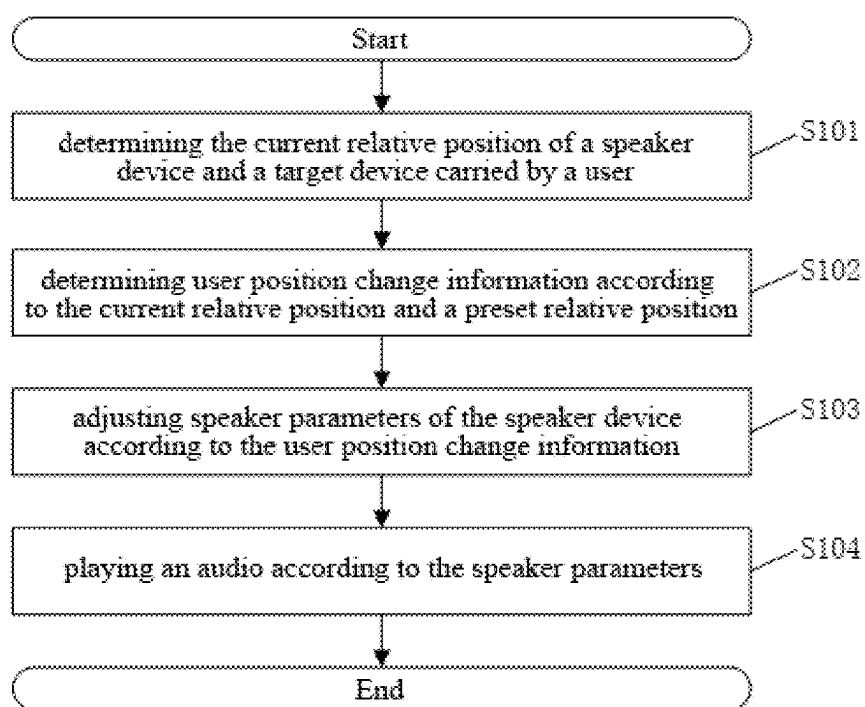 Start
determining the current relative position of a speaker
device and a target device carried by a user
S101
determining user position change information according
to the current relative position and a preset relative position
S102
adjusting speaker parameters of the speaker device
according to the user position change information
S103
playing an audio according to the speaker parameters
S104
End